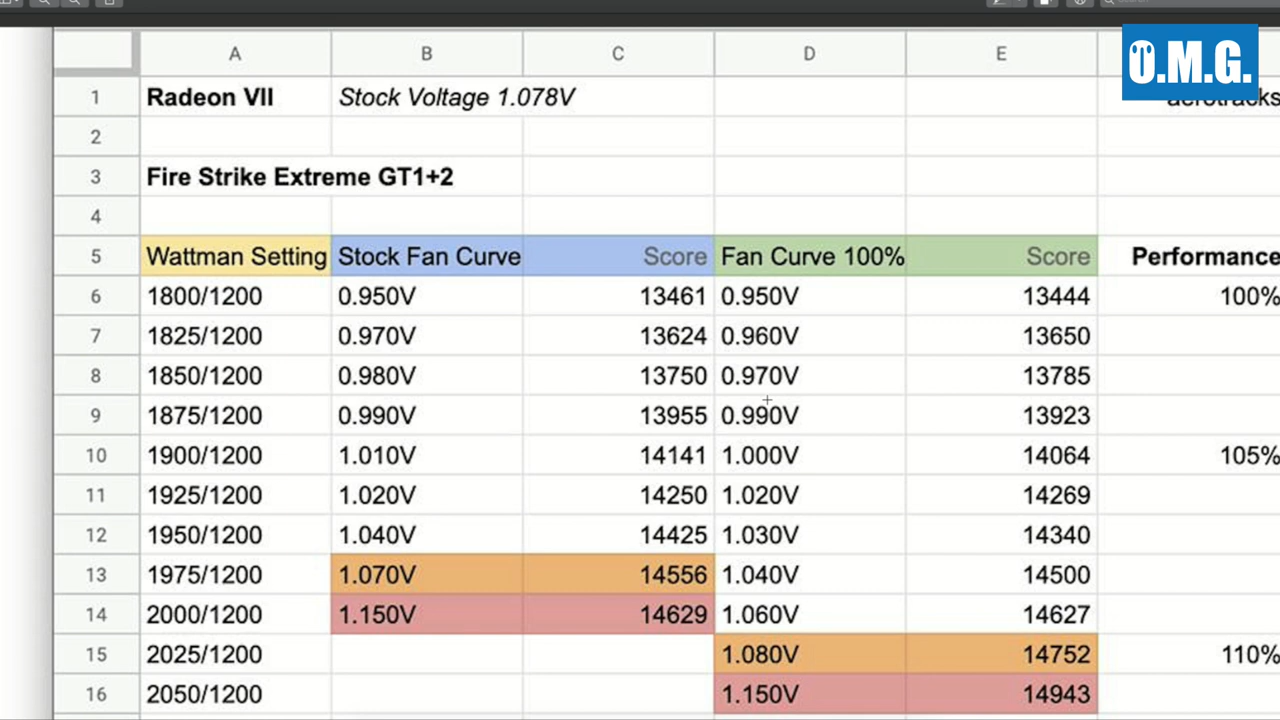 O.M.G.
A B C D E
1 Radeon VII Stock Voltage 1.078V aerotracks
2
3 Fire Strike Extreme GT1+2
4
5 Wattman Setting Stock Fan Curve Score Fan Curve 100% Score Performance
6 1800/1200 0.950V 13461 0.950V 13444 100%
7 1825/1200 0.970V 13624 0.960V 13650
8 1850/1200 0.980V 13750 0.970V 13785
9 1875/1200 0.990V 13955 0.990V 13923
10 1900/1200 1.010V 14141 1.000V 14064 105%
11 1925/1200 1.020V 14250 1.020V 14269
12 1950/1200 1.040V 14425 1.030V 14340
13 1975/1200 1.070V 14556 1.040V 14500
14 2000/1200 1.150V 14629 1.060V 14627
15 2025/1200 1.080V 14752 110%
16 2050/1200 1.150V 14943